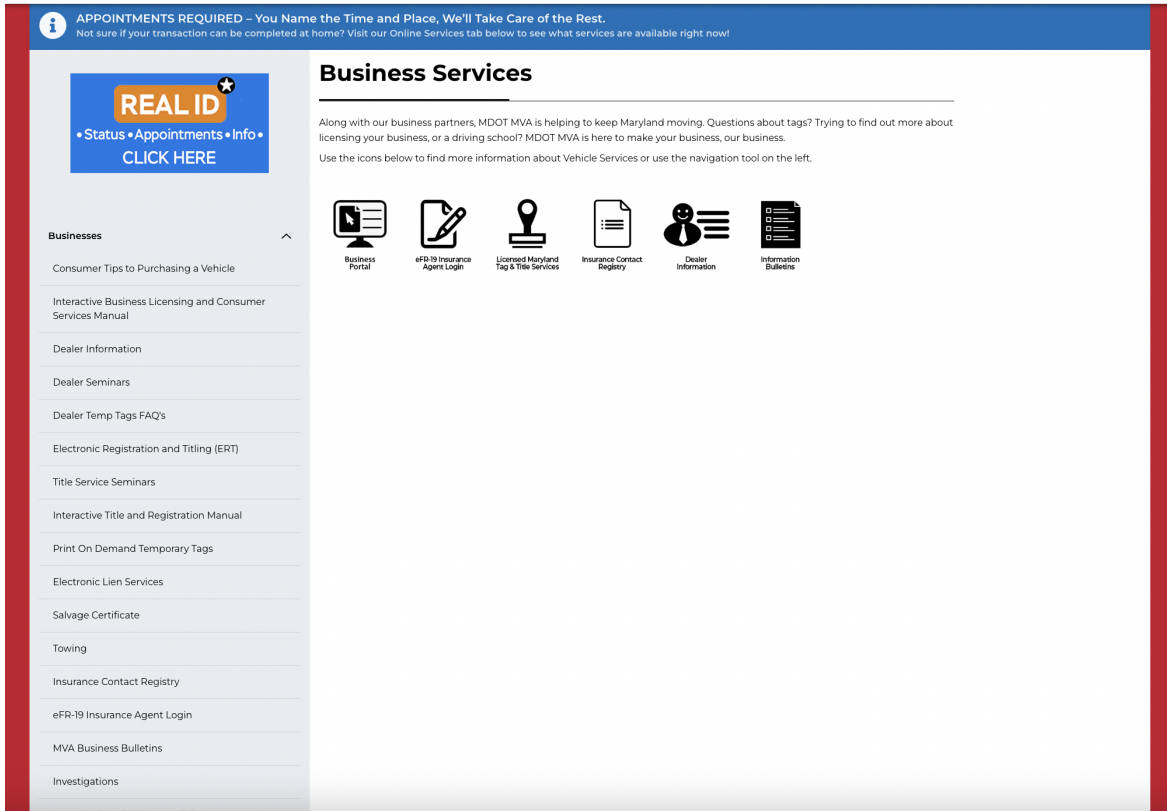 APPOINTMENTS REQUIRED – You Name the Time and Place, We'll Take Care of the Rest.
Not sure if your transaction can be completed at home? Visit our Online Services tab below to see what services are available right now!
REAL ID
• Status • Appointments • Info •
CLICK HERE
Businesses
Consumer Tips to Purchasing a Vehicle
Interactive Business Licensing and Consumer
Services Manual
Dealer Information
Dealer Seminars
Dealer Temp Tags FAQ's
Electronic Registration and Titling (ERT)
Title Service Seminars
Interactive Title and Registration Manual
Print On Demand Temporary Tags
Electronic Lien Services
Salvage Certificate
Towing
Insurance Contact Registry
eFR-19 Insurance Agent Login
MVA Business Bulletins
Investigations
Business Services
Along with our business partners, MDOT MVA is helping to keep Maryland moving. Questions about tags? Trying to find out more about
licensing your business, or a driving school? MDOT MVA is here to make your business, our business.
Use the icons below to find more information about Vehicle Services or use the navigation tool on the left.
Business
Portal
eFR-19 Insurance
Agent Login
Licensed Maryland
Tag & Title Services
Insurance Contact
Registry
Dealer
Information
Information
Bulletins